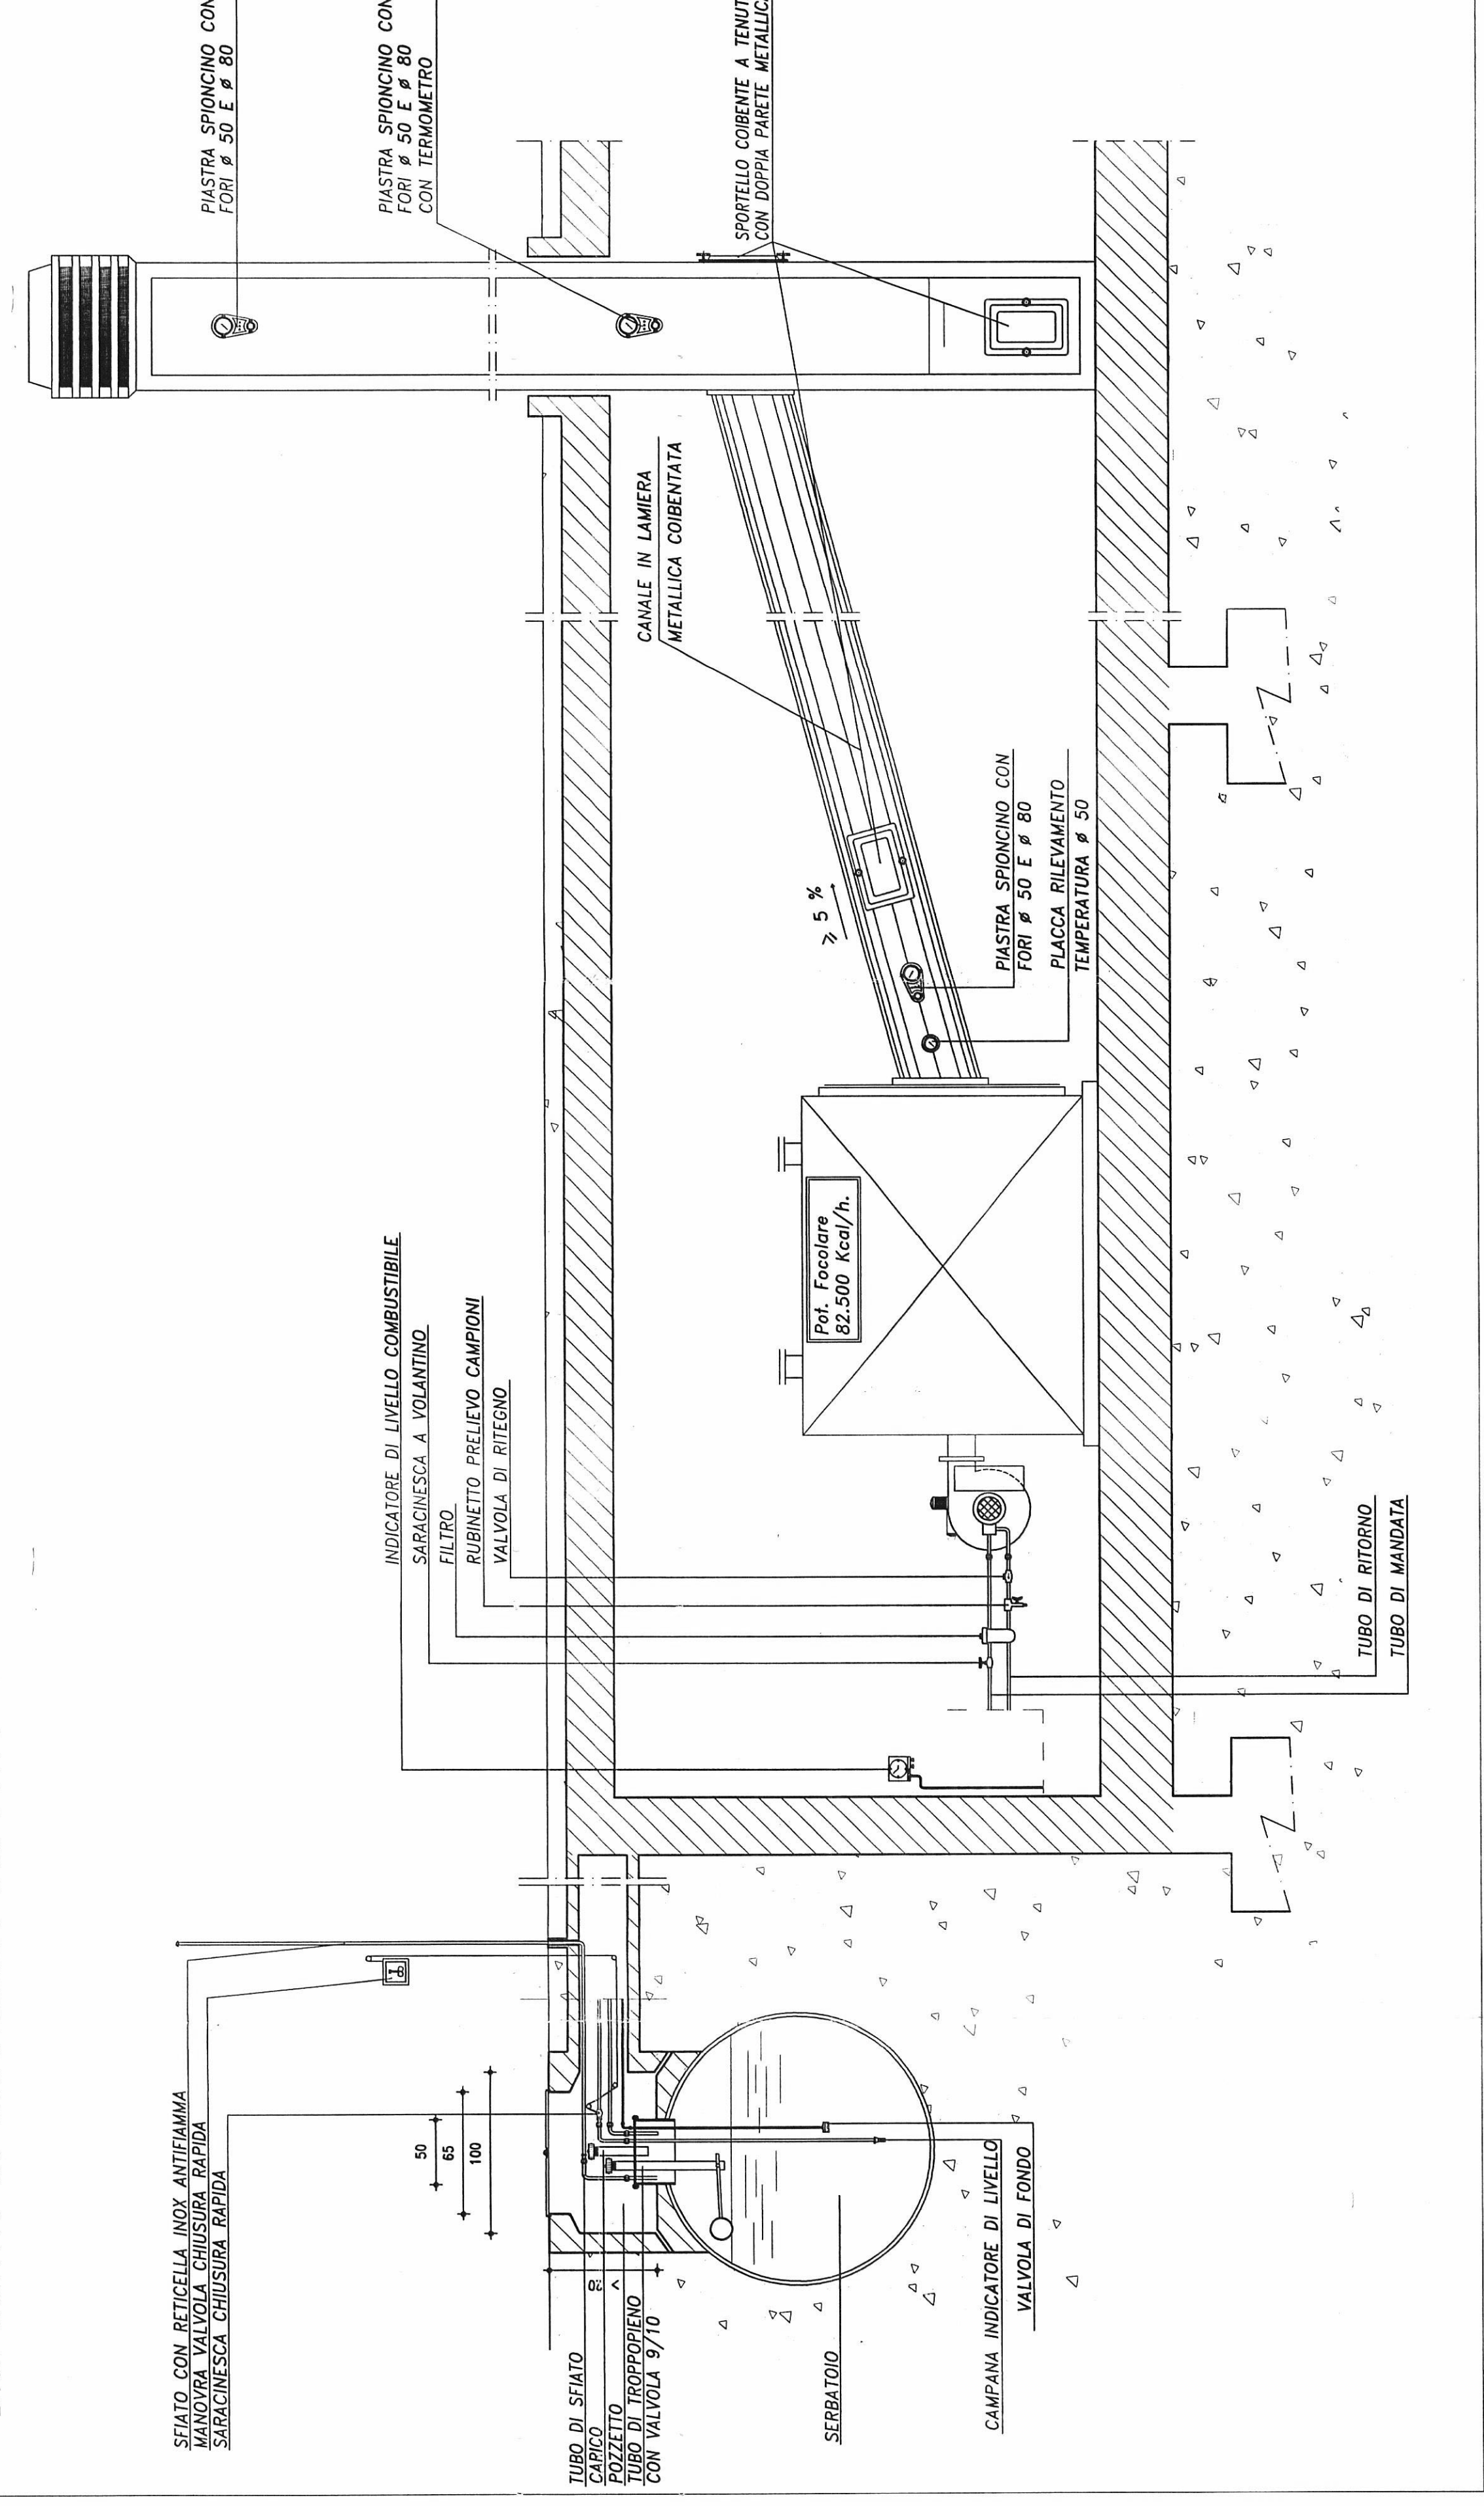 SFIATO CON RETICELLA INOX ANTIFIAMMA
MANOVRA VALVOLA CHIUSURA RAPIDA
SARACINESCA CHIUSURA RAPIDA
INDICATORE DI LIVELLO COMBUSTIBILE
SARACINESCA A VOLANTINO
FILTRO
RUBINETTO PRELIEVO CAMPIONI
VALVOLA DI RITEGNO
PIASTRA SPIONCINO CON
FORI ø 50 E ø 80
PIASTRA SPIONCINO CON
FORI ø 50 E ø 80
CON TERMOMETRO
50
65
100
TUBO DI SFIATO
CARICO
POZZETTO
TUBO DI TROPPOPIENO
CON VALVOLA 9/10
CANALE IN LAMIERA
METALLICA COIBENTATA
SPORTELLO COIBENTE A
CON DOPPIA PARETE
Pot. Focolare
82.500 Kcal/h.
⩾ 5 %
SERBATOIO
CAMPANA INDICATORE DI LIVELLO
VALVOLA DI FONDO
PIASTRA SPIONCINO CON
FORI ø 50 E ø 80
PLACCA RILEVAMENTO
TEMPERATURA ø 50
TUBO DI RITORNO
TUBO DI MANDATA